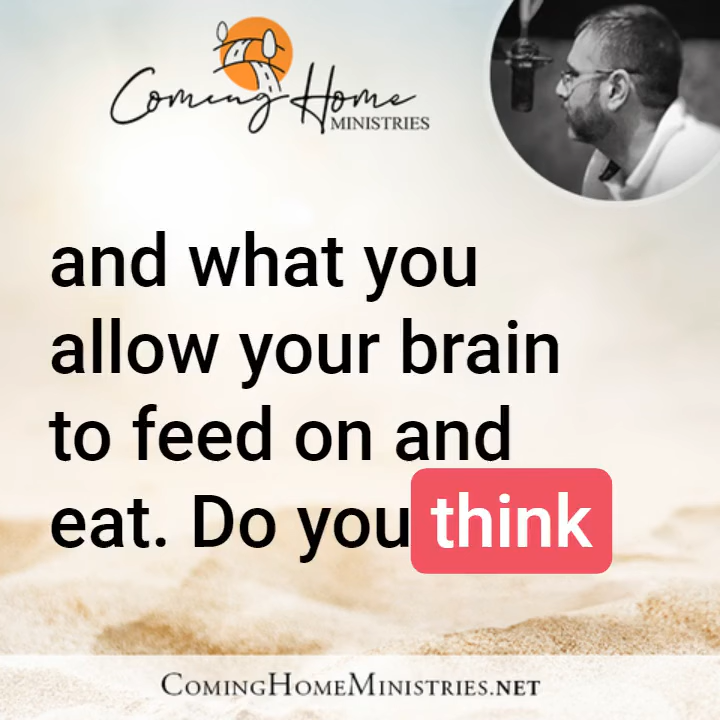 Coming Home
MINISTRIES
and what you
allow your brain
to feed on and
eat. Do you think
COMINGHOMEMINISTRIES.NET